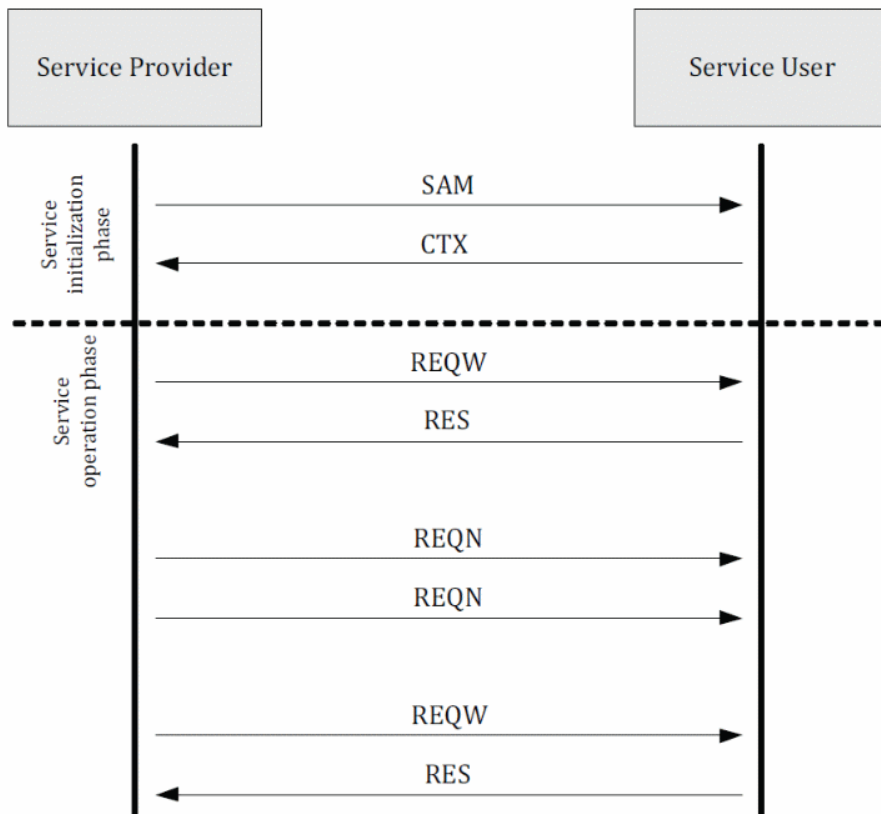 Service Provider
Service User
Service
initialization
phase
SAM
CTX
Service
operation phase
REQW
RES
REQN
REQN
REQW
RES